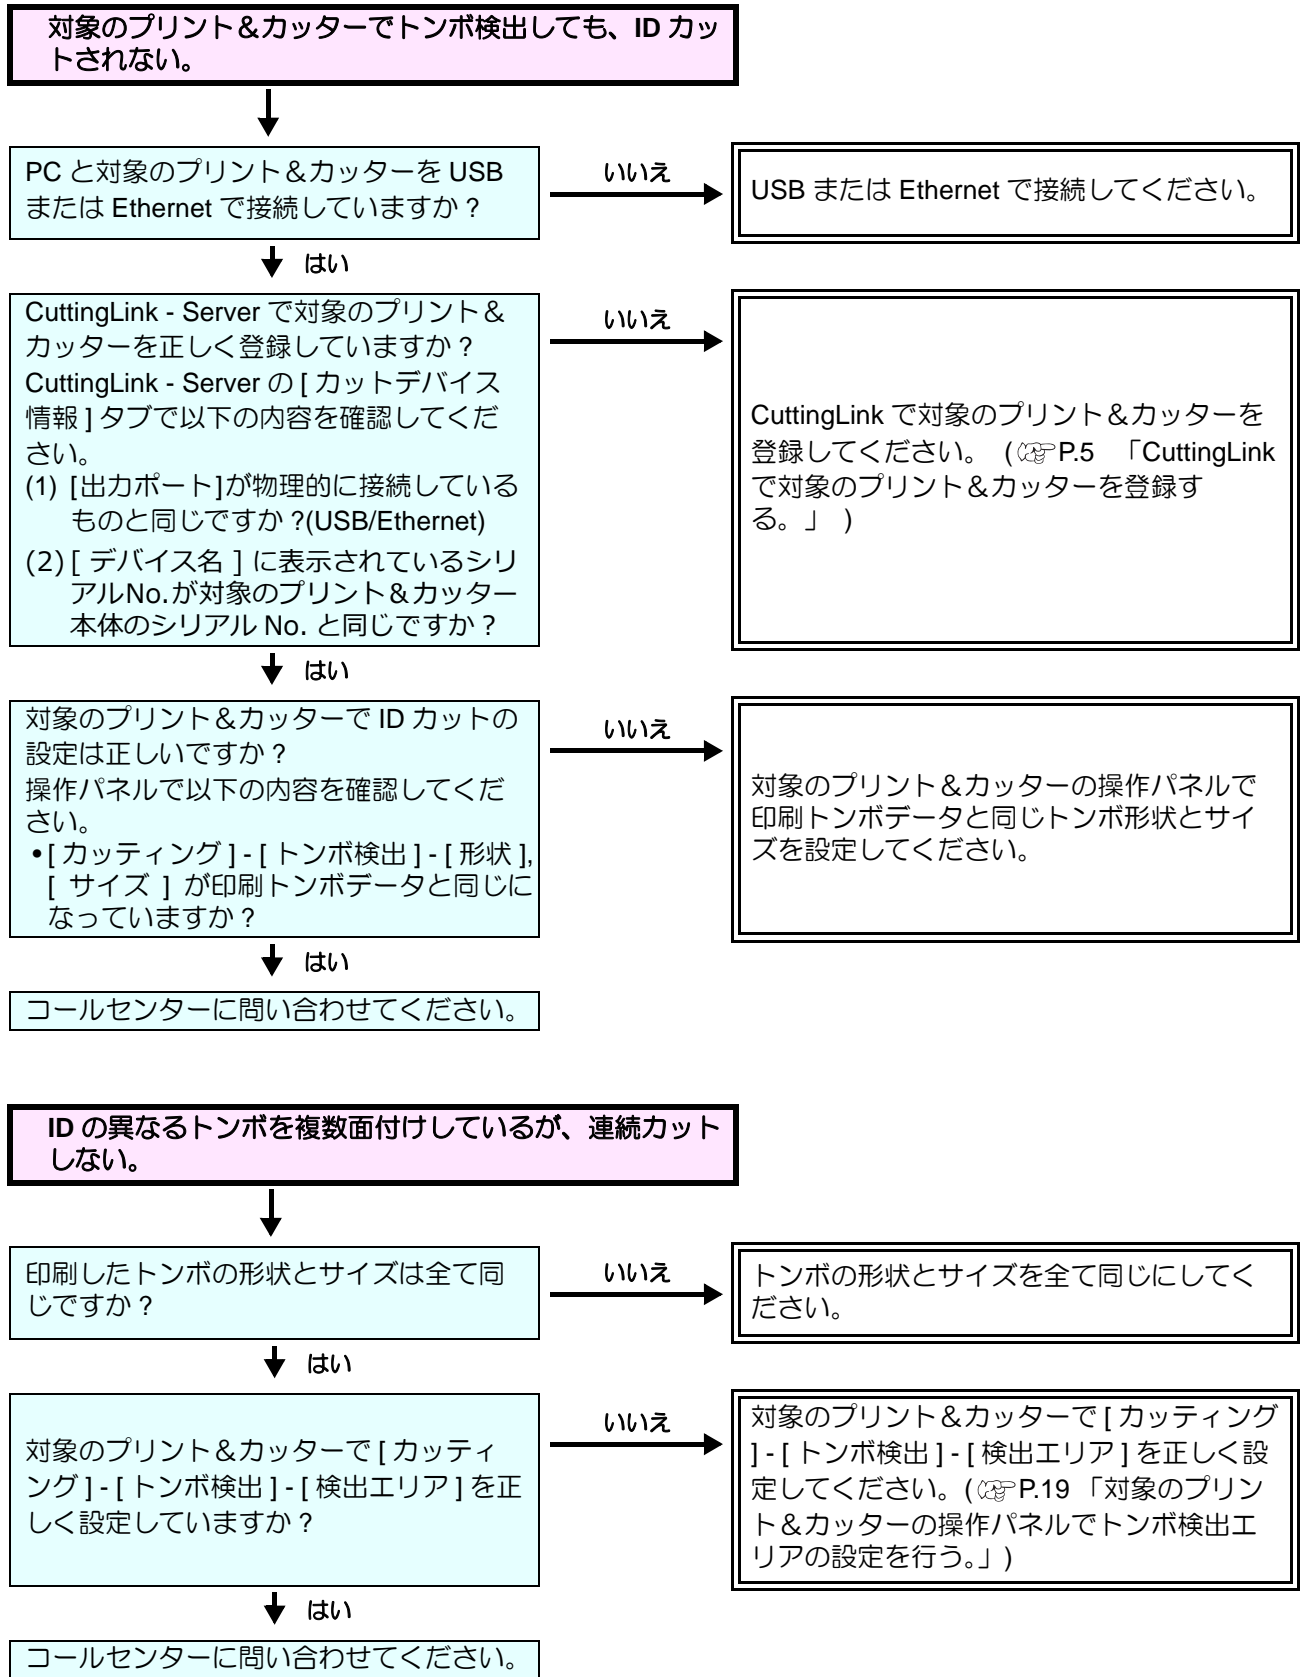 対象のプリント＆カッターでトンボ検出しても、ID カッ
トされない。
PC と対象のプリント＆カッターを USB
または Ethernet で接続していますか？
いいえ
USB または Ethernet で接続してください。
はい
CuttingLink - Server で対象のプリント＆
カッターを正しく登録していますか？
CuttingLink - Server の [ カットデバイス
情報 ] タブで以下の内容を確認してくだ
さい。
(1) [出力ポート]が物理的に接続している
ものと同じですか ?(USB/Ethernet)
(2) [ デバイス名 ] に表示されているシリ
アルNo.が対象のプリント＆カッター
本体のシリアル No. と同じですか？
いいえ
CuttingLink で対象のプリント＆カッターを
登録してください。 (☞P.5 「CuttingLink
で対象のプリント＆カッターを登録す
る。」 )
はい
対象のプリント＆カッターで ID カットの
設定は正しいですか？
操作パネルで以下の内容を確認してくだ
さい。
•[ カッティング ] - [ トンボ検出 ] - [ 形状 ],
[ サイズ ] が印刷トンボデータと同じに
なっていますか？
いいえ
対象のプリント＆カッターの操作パネルで
印刷トンボデータと同じトンボ形状とサイ
ズを設定してください。
はい
コールセンターに問い合わせてください。
ID の異なるトンボを複数面付けしているが、連続カット
しない。
印刷したトンボの形状とサイズは全て同
じですか？
いいえ
トンボの形状とサイズを全て同じにしてく
ださい。
はい
対象のプリント＆カッターで [ カッティ
ング ] - [ トンボ検出 ] - [ 検出エリア ] を正
しく設定していますか？
いいえ
対象のプリント＆カッターで [ カッティング
] - [ トンボ検出 ] - [ 検出エリア ] を正しく設
定してください。(☞P.19 「対象のプリン
ト＆カッターの操作パネルでトンボ検出エ
リアの設定を行う。」)
はい
コールセンターに問い合わせてください。